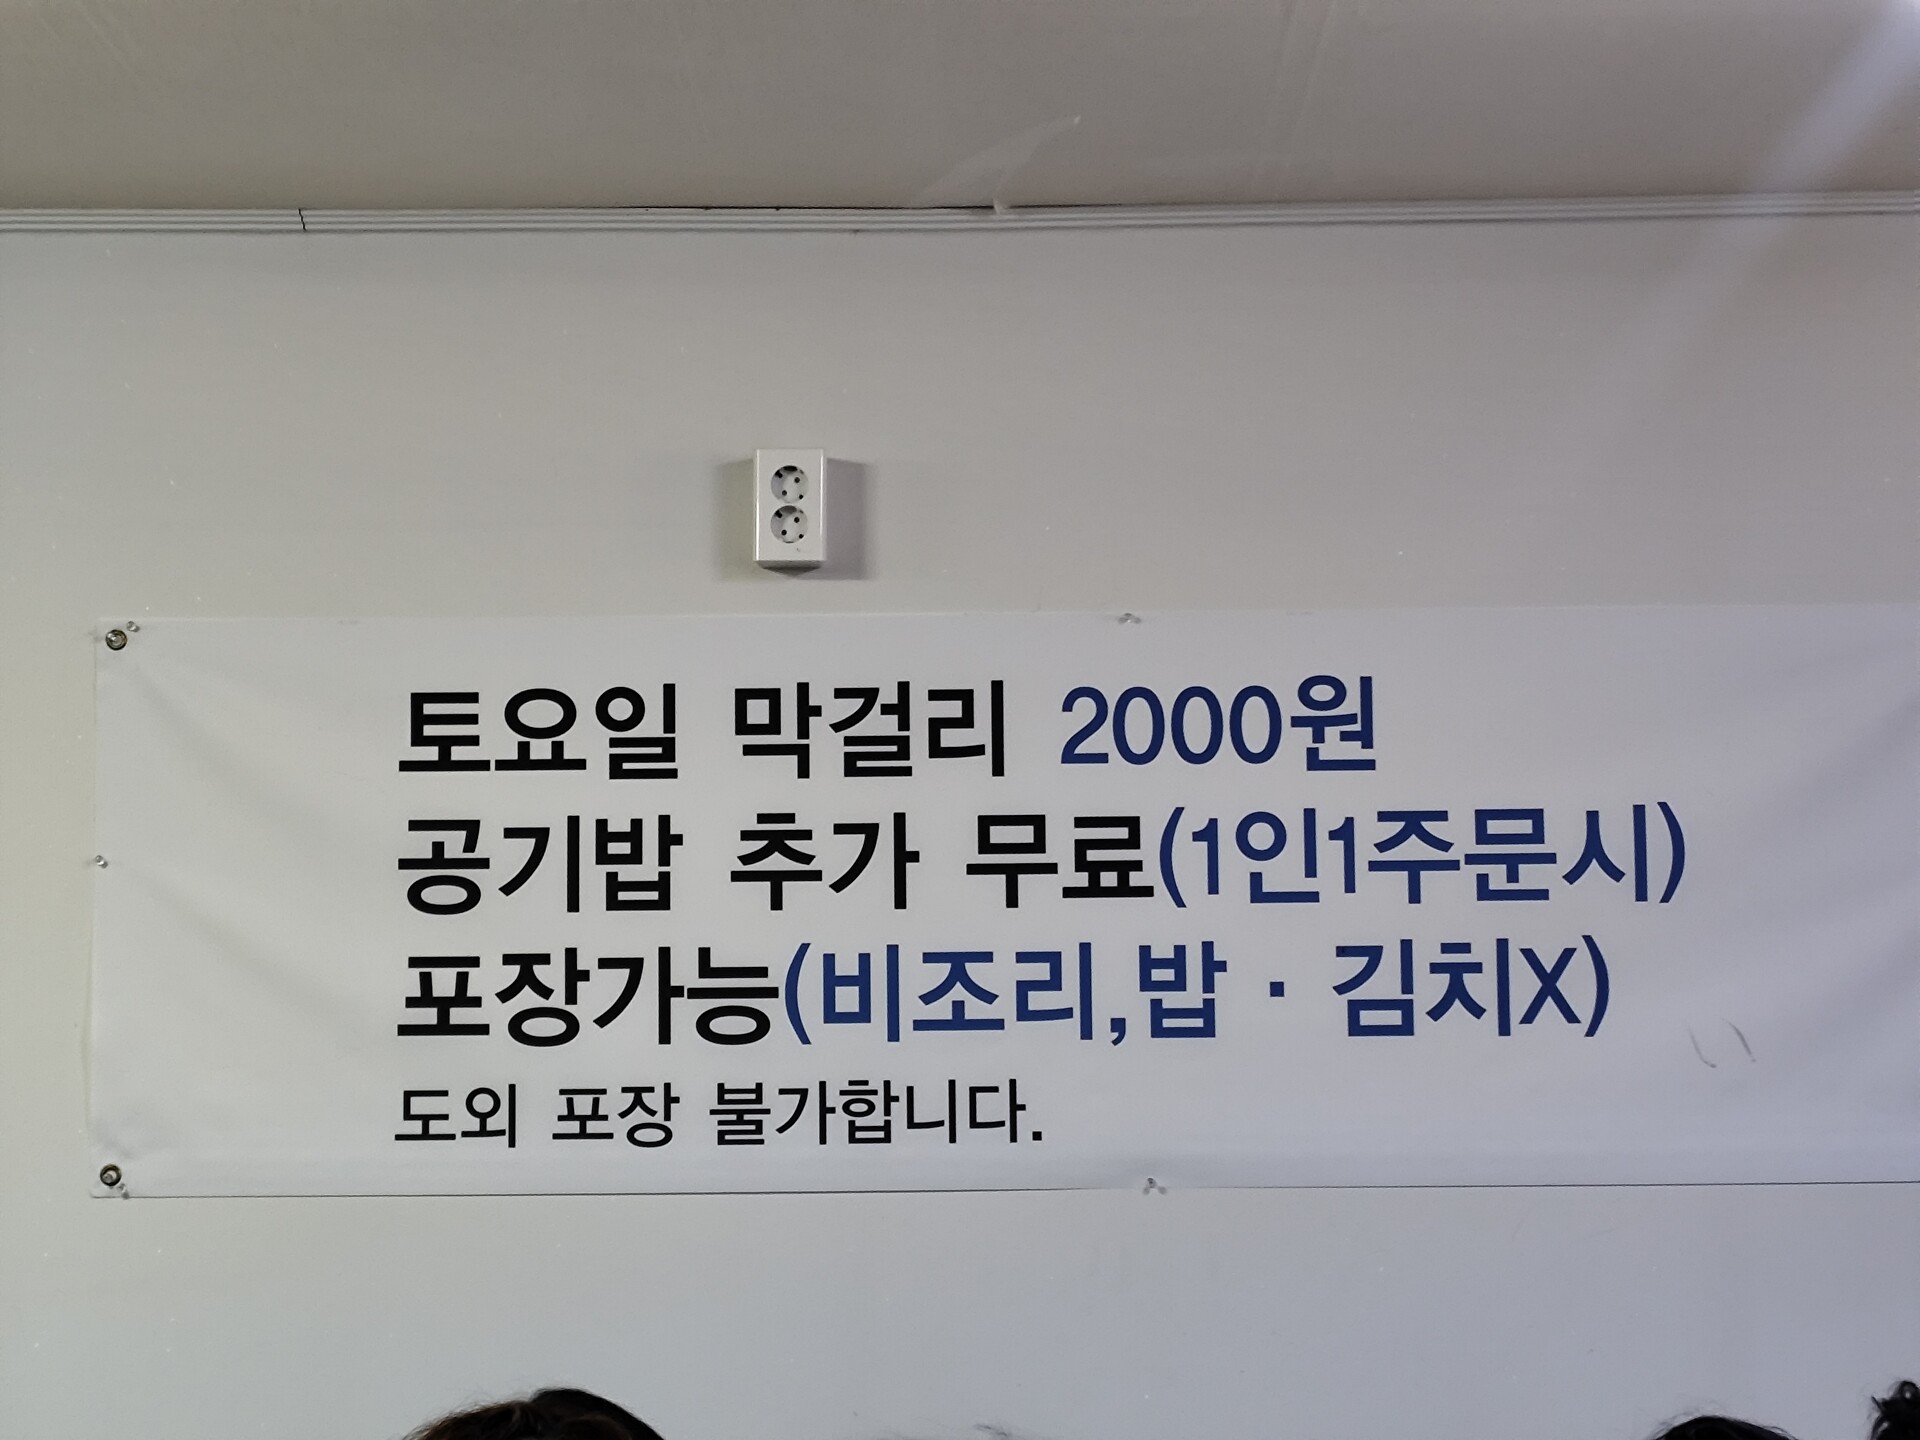 토요일 막걸리 2000원
공기밥 추가 무료(1인1주문시)
포장가능(비조리,밥 · 김치X)
도외 포장 불가합니다.